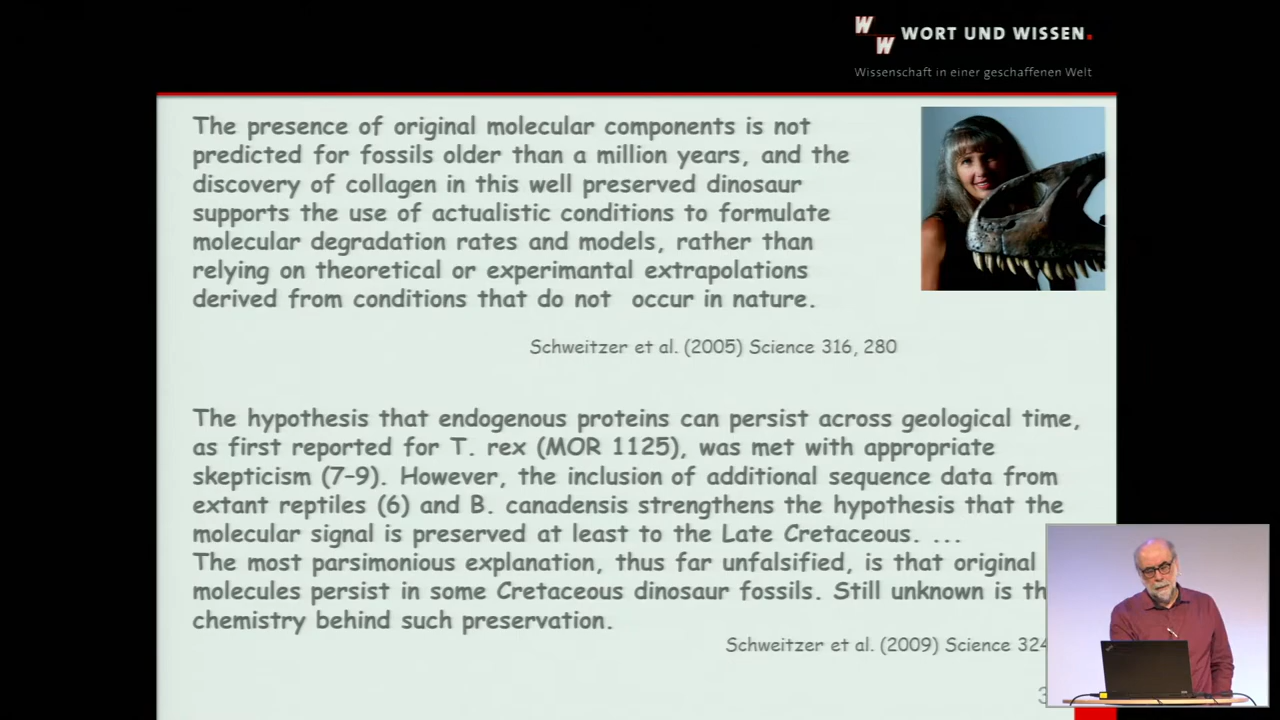 W
W
WORT UND WISSEN.
Wissenschaft in einer geschaffenen Welt
The presence of original molecular components is not
predicted for fossils older than a million years, and the
discovery of collagen in this well preserved dinosaur
supports the use of actualistic conditions to formulate
molecular degradation rates and models, rather than
relying on theoretical or experimantal extrapolations
derived from conditions that do not occur in nature.
Schweitzer et al. (2005) Science 316, 280
The hypothesis that endogenous proteins can persist across geological time,
as first reported for T. rex (MOR 1125), was met with appropriate
skepticism (7-9). However, the inclusion of additional sequence data from
extant reptiles (6) and B. canadensis strengthens the hypothesis that the
molecular signal is preserved at least to the Late Cretaceous. ...
The most parsimonious explanation, thus far unfalsified, is that original
molecules persist in some Cretaceous dinosaur fossils. Still unknown is th
chemistry behind such preservation.
Schweitzer et al. (2009) Science 324